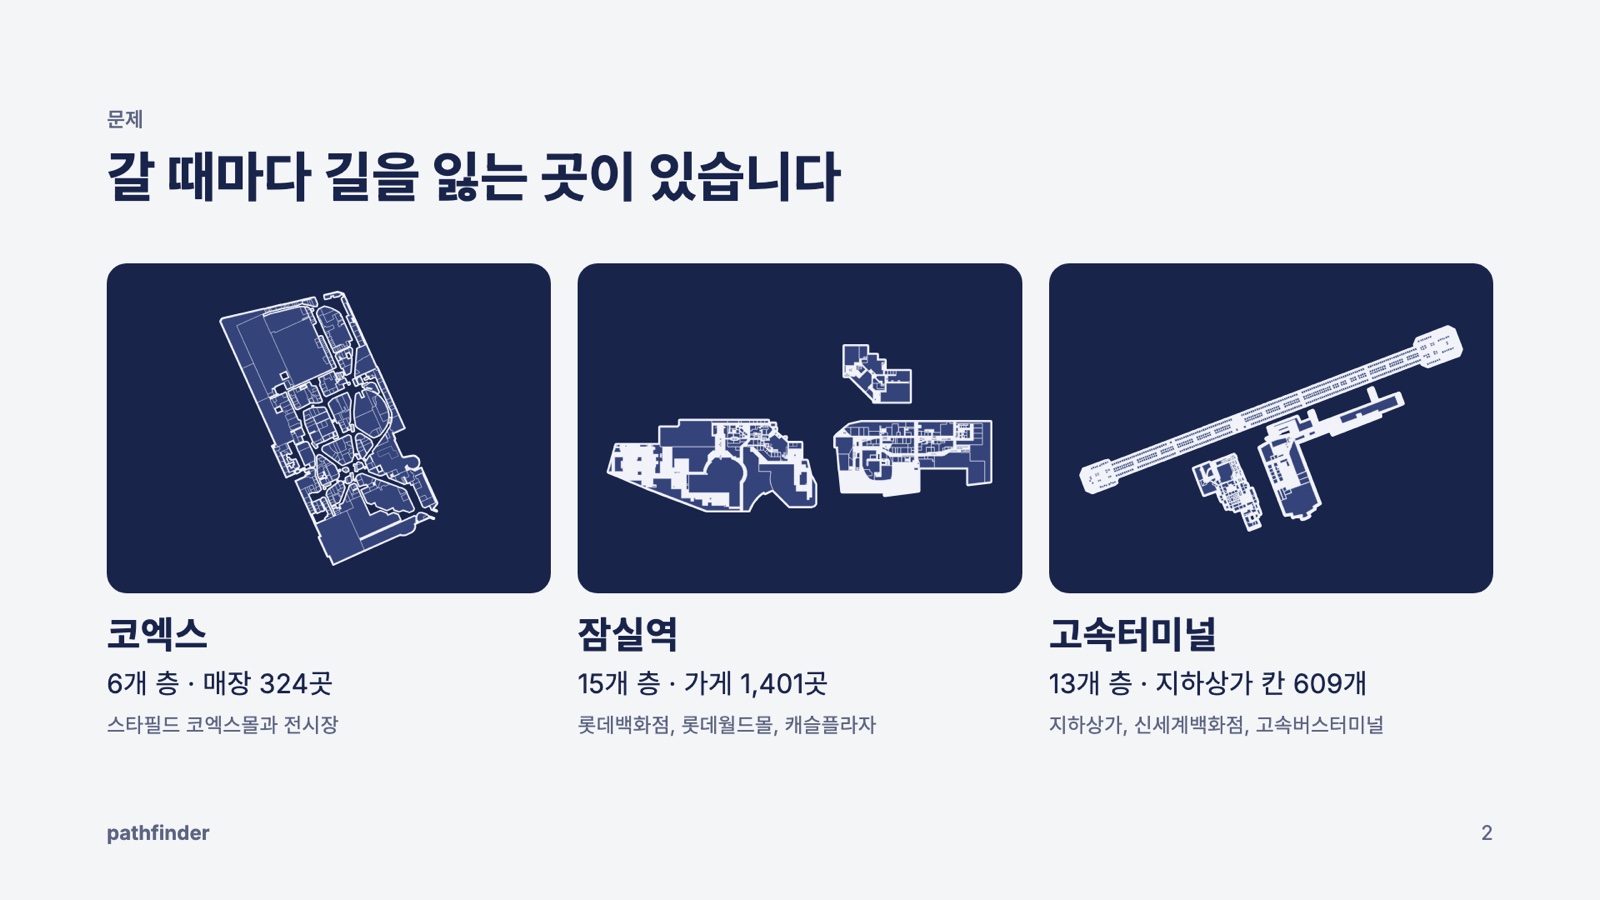 문제
갈 때마다 길을 잃는 곳이 있습니다
코엑스
6개 층 · 매장 324곳
스타필드 코엑스몰과 전시장
잠실역
15개 층 · 가게 1,401곳
롯데백화점, 롯데월드몰, 캐슬플라자
고속터미널
13개 층 · 지하상가 칸 609개
지하상가, 신세계백화점, 고속버스터미널
pathfinder
2